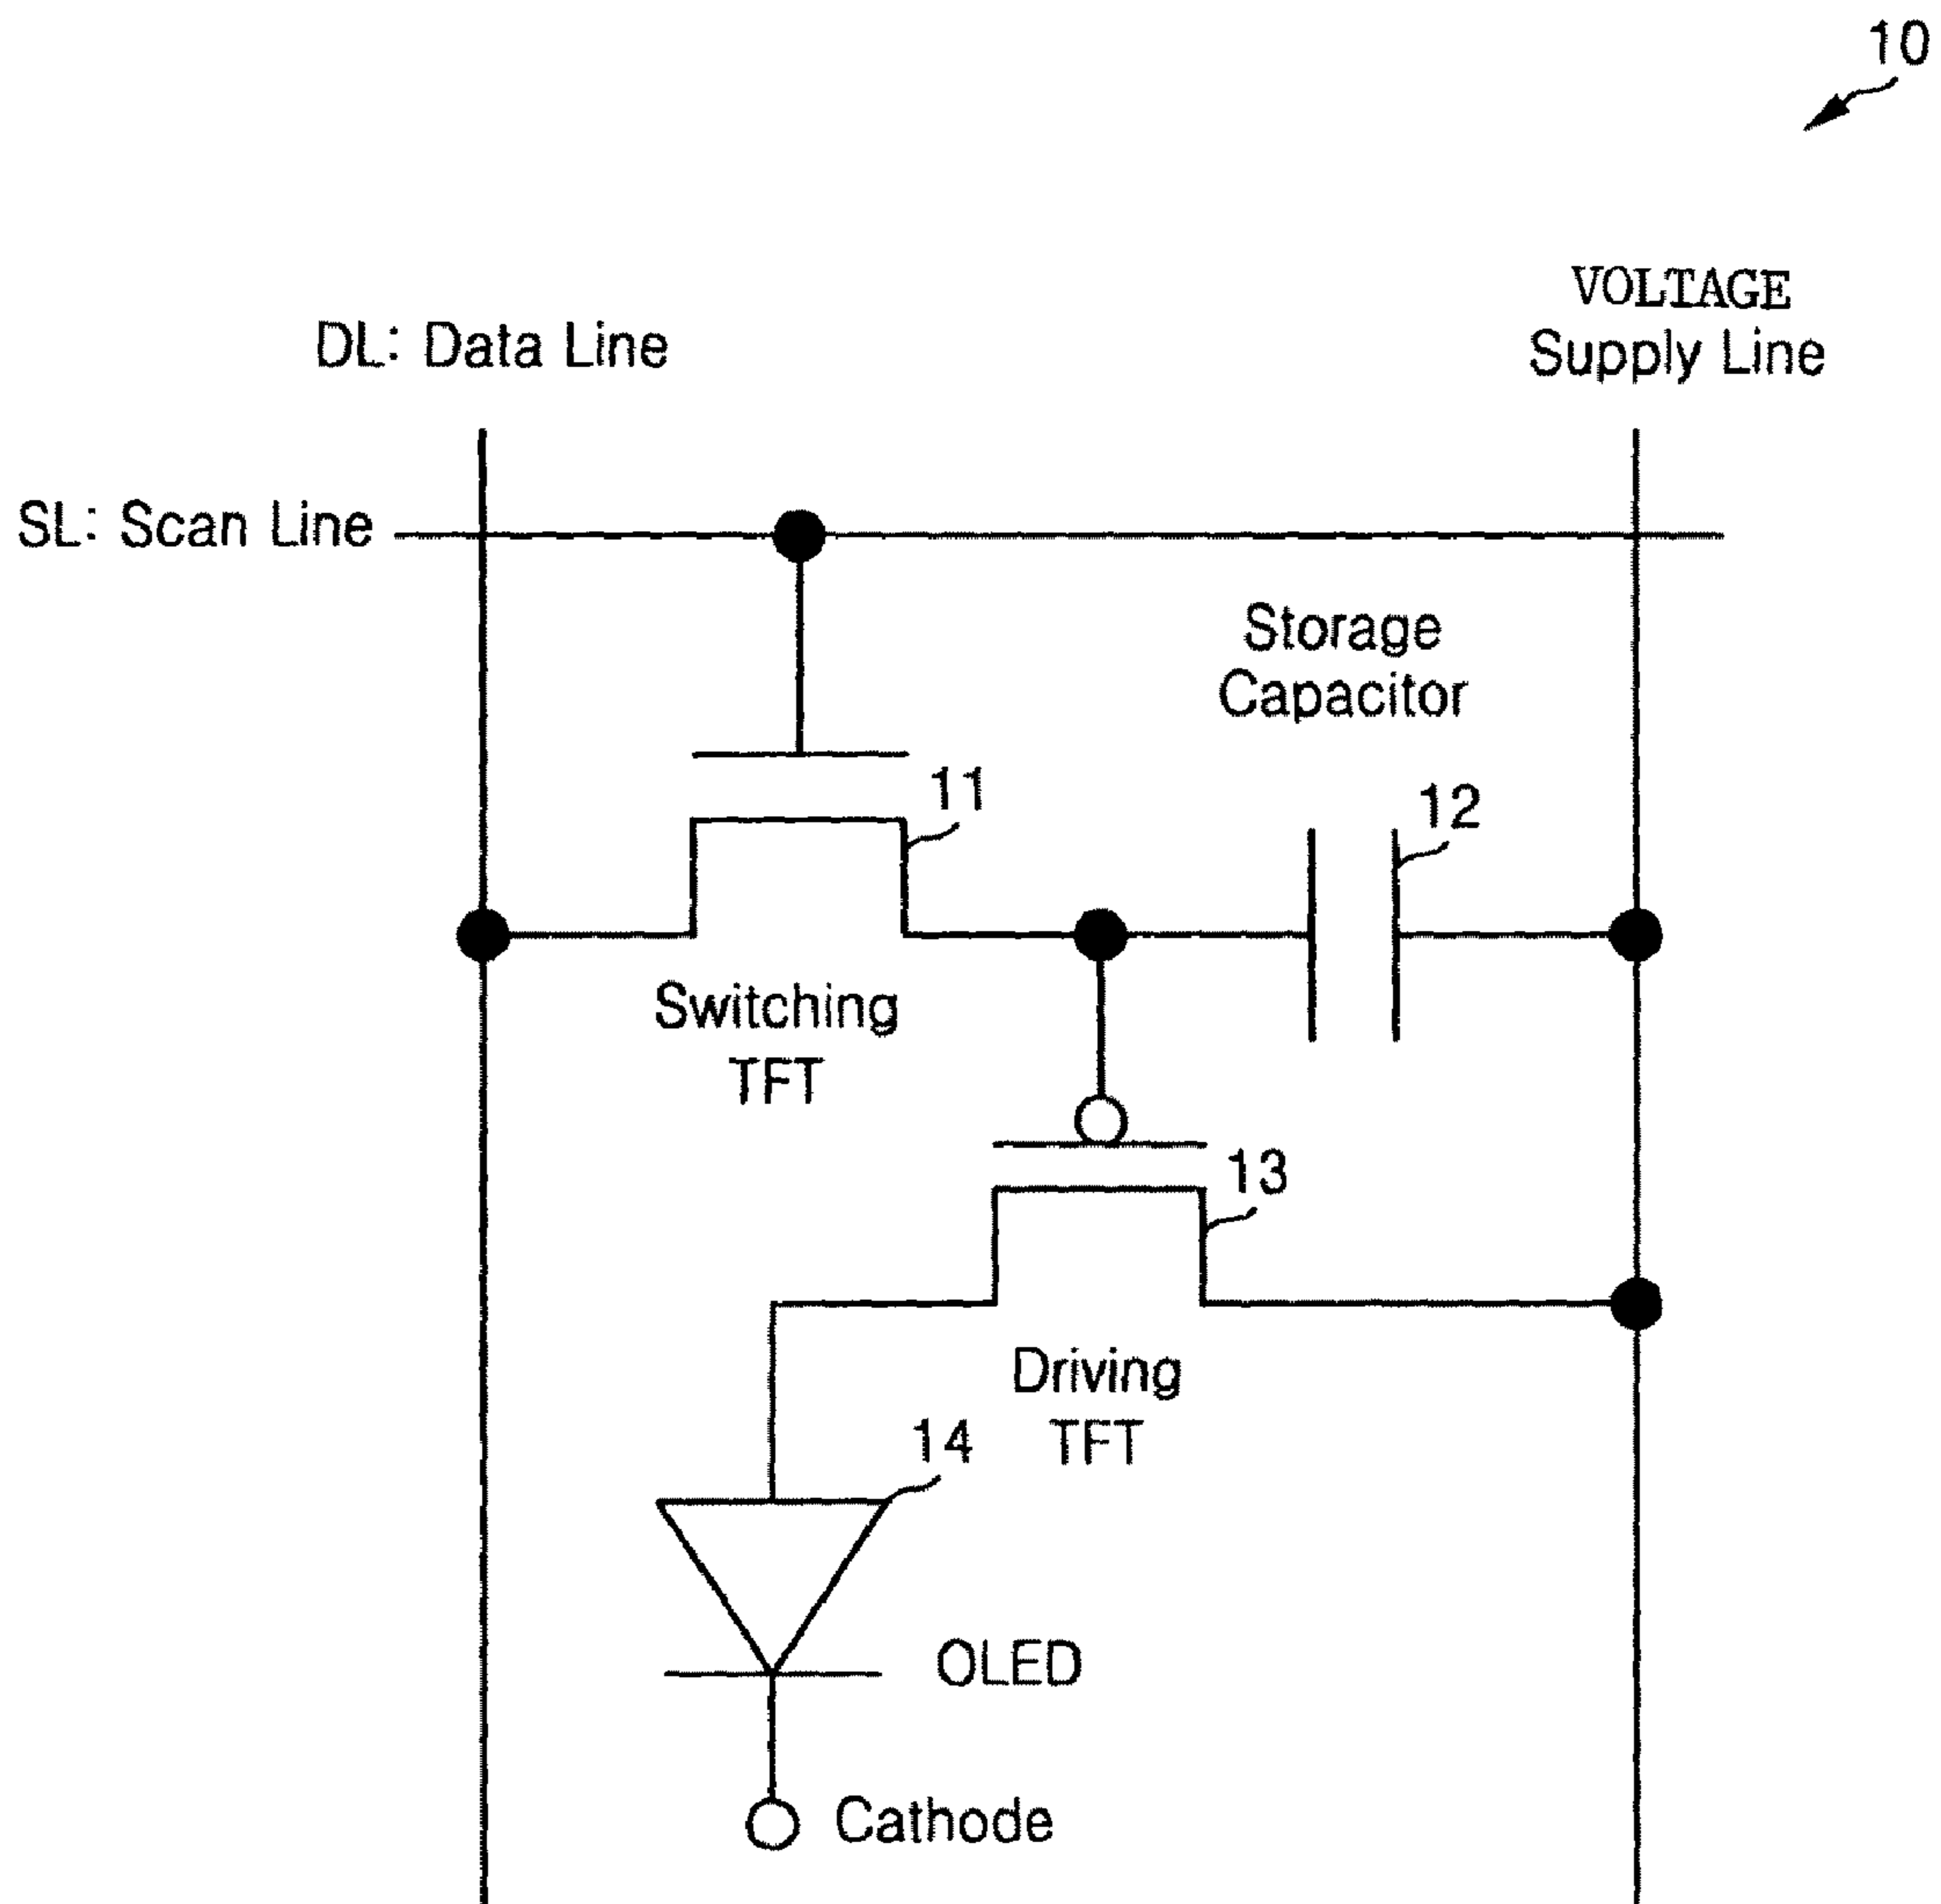 10
VOLTAGE
Supply Line
DL: Data Line
SL: Scan Line
Storage
Capacitor
11
12
Switching
TFT
13
Driving
TFT
14
OLED
Cathode